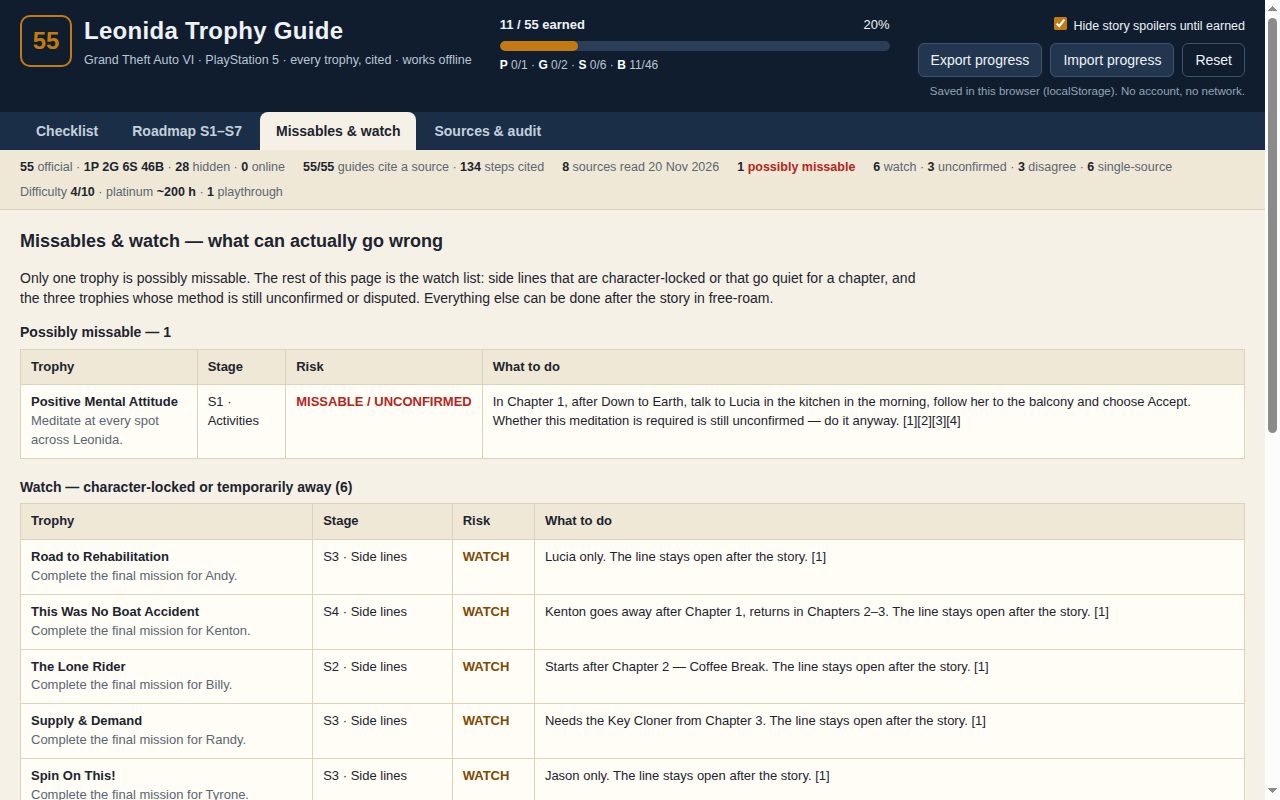 55
Leonida Trophy Guide
Grand Theft Auto VI · PlayStation 5 · every trophy, cited · works offline
11 / 55 earned 20%
P 0/1 · G 0/2 · S 0/6 · B 11/46
Hide story spoilers until earned
Export progress Import progress Reset
Saved in this browser (localStorage). No account, no network.
Checklist Roadmap S1–S7 Missables & watch Sources & audit
55 official · 1P 2G 6S 46B · 28 hidden · 0 online 55/55 guides cite a source · 134 steps cited 8 sources read 20 Nov 2026 1 possibly missable 6 watch · 3 unconfirmed · 3 disagree · 6 single-source
Difficulty 4/10 · platinum ~200 h · 1 playthrough
Missables & watch — what can actually go wrong
Only one trophy is possibly missable. The rest of this page is the watch list: side lines that are character-locked or that go quiet for a chapter, and
the three trophies whose method is still unconfirmed or disputed. Everything else can be done after the story in free-roam.
Possibly missable — 1
Trophy Stage Risk What to do
Positive Mental Attitude S1 · MISSABLE / UNCONFIRMED In Chapter 1, after Down to Earth, talk to Lucia in the kitchen in the morning, follow her to the balcony and choose Accept.
Meditate at every spot Activities Whether this meditation is required is still unconfirmed — do it anyway. [1][2][3][4]
across Leonida.
Watch — character-locked or temporarily away (6)
Trophy Stage Risk What to do
Road to Rehabilitation S3 · Side lines WATCH Lucia only. The line stays open after the story. [1]
Complete the final mission for Andy.
This Was No Boat Accident S4 · Side lines WATCH Kenton goes away after Chapter 1, returns in Chapters 2–3. The line stays open after the story. [1]
Complete the final mission for Kenton.
The Lone Rider S2 · Side lines WATCH Starts after Chapter 2 — Coffee Break. The line stays open after the story. [1]
Complete the final mission for Billy.
Supply & Demand S3 · Side lines WATCH Needs the Key Cloner from Chapter 3. The line stays open after the story. [1]
Complete the final mission for Randy.
Spin On This! S3 · Side lines WATCH Jason only. The line stays open after the story. [1]
Complete the final mission for Tyrone.